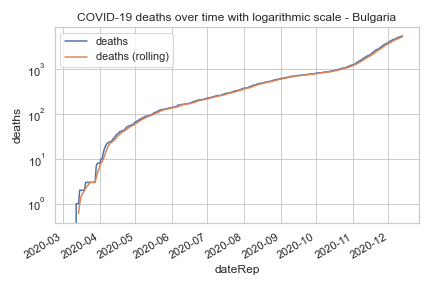 COVID-19 deaths over time with logarithmic scale - Bulgaria
deaths
deaths (rolling)
10³
10²
10¹
10⁰
deaths
2020-03
2020-04
2020-05
2020-06
2020-07
2020-08
2020-09
2020-10
2020-11
2020-12
dateRep